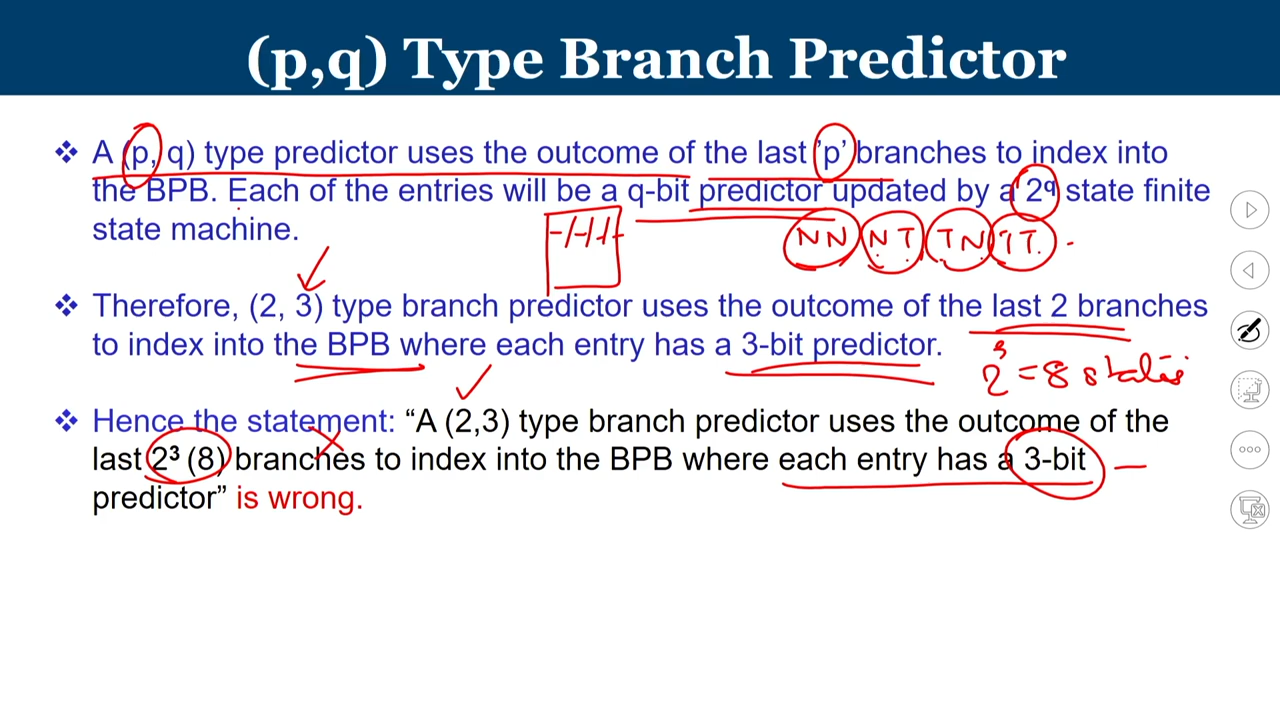 (p,q) Type Branch Predictor
❖ A (p, q) type predictor uses the outcome of the last 'p' branches to index into
the BPB. Each of the entries will be a q-bit predictor updated by a 2^q state finite
state machine.
NN NT TN TT.
❖ Therefore, (2, 3) type branch predictor uses the outcome of the last 2 branches
to index into the BPB where each entry has a 3-bit predictor.
2³ = 8 states
❖ Hence the statement: “A (2,3) type branch predictor uses the outcome of the
last 2³ (8) branches to index into the BPB where each entry has a 3-bit
predictor” is wrong.